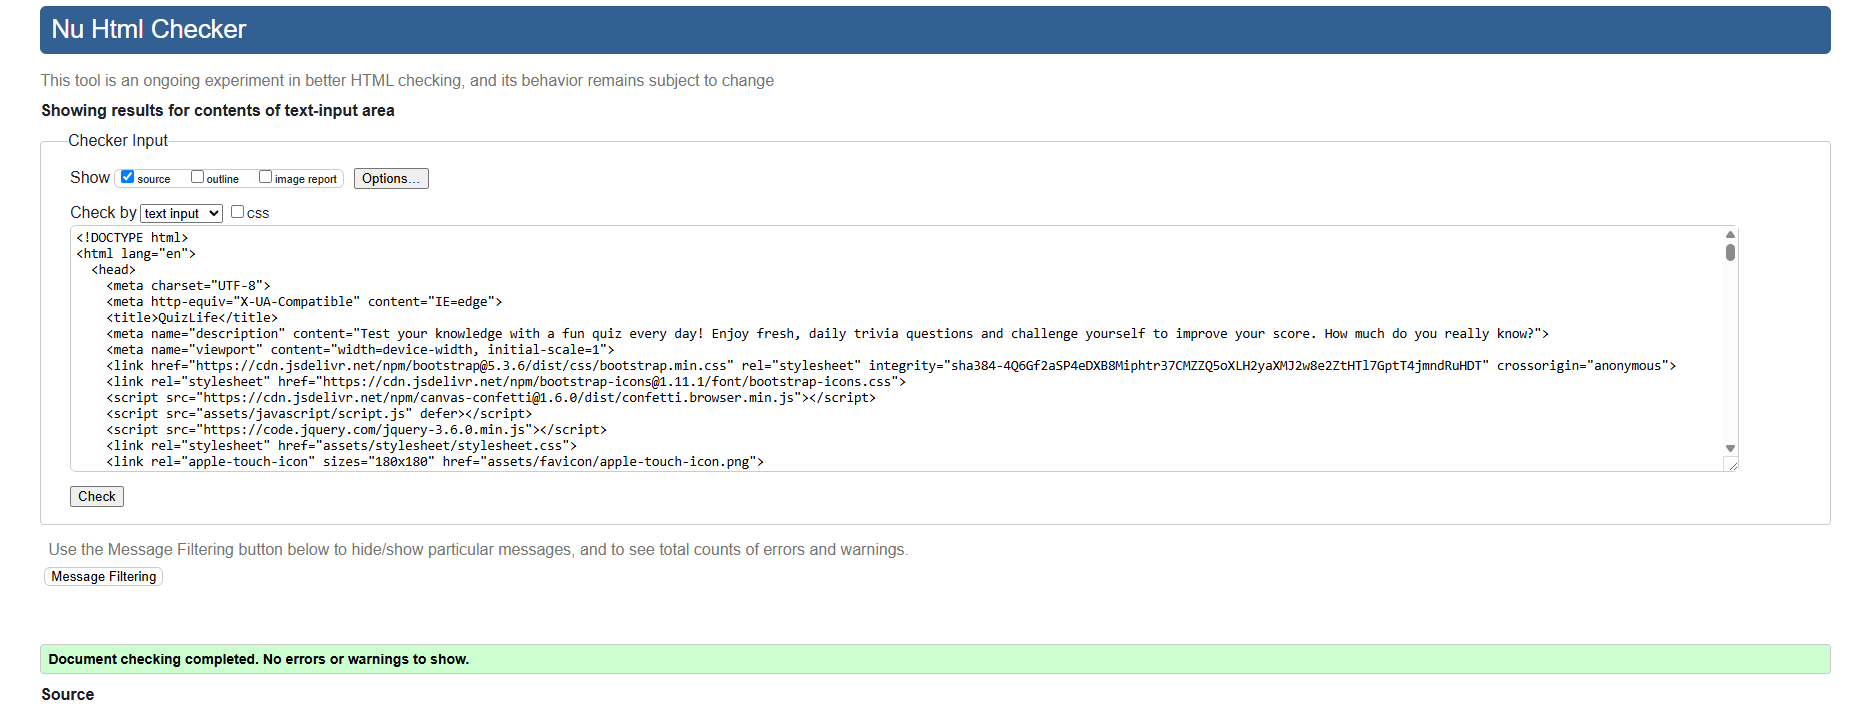 Nu Html Checker
This tool is an ongoing experiment in better HTML checking, and its behavior remains subject to change
Showing results for contents of text-input area
Checker Input
Show source outline image report Options...
Check by text input css
<!DOCTYPE html>
<html lang="en">
<head>
<meta charset="UTF-8">
<meta http-equiv="X-UA-Compatible" content="IE=edge">
<title>QuizLife</title>
<meta name="description" content="Test your knowledge with a fun quiz every day! Enjoy fresh, daily trivia questions and challenge yourself to improve your score. How much do you really know?">
<meta name="viewport" content="width=device-width, initial-scale=1">
<link href="https://cdn.jsdelivr.net/npm/bootstrap@5.3.6/dist/css/bootstrap.min.css" rel="stylesheet" integrity="sha384-4Q6Gf2aSP4eDXB8Miphtr37CMZZQ5oXLH2yaXMJ2w8e2ZtHTl7GptT4jmndRuHDT" crossorigin="anonymous">
<link rel="stylesheet" href="https://cdn.jsdelivr.net/npm/bootstrap-icons@1.11.1/font/bootstrap-icons.css">
<script src="https://cdn.jsdelivr.net/npm/canvas-confetti@1.6.0/dist/confetti.browser.min.js"></script>
<script src="assets/javascript/script.js" defer></script>
<script src="https://code.jquery.com/jquery-3.6.0.min.js"></script>
<link rel="stylesheet" href="assets/stylesheet/stylesheet.css">
<link rel="apple-touch-icon" sizes="180x180" href="assets/favicon/apple-touch-icon.png">
Check
Use the Message Filtering button below to hide/show particular messages, and to see total counts of errors and warnings.
Message Filtering
Document checking completed. No errors or warnings to show.
Source